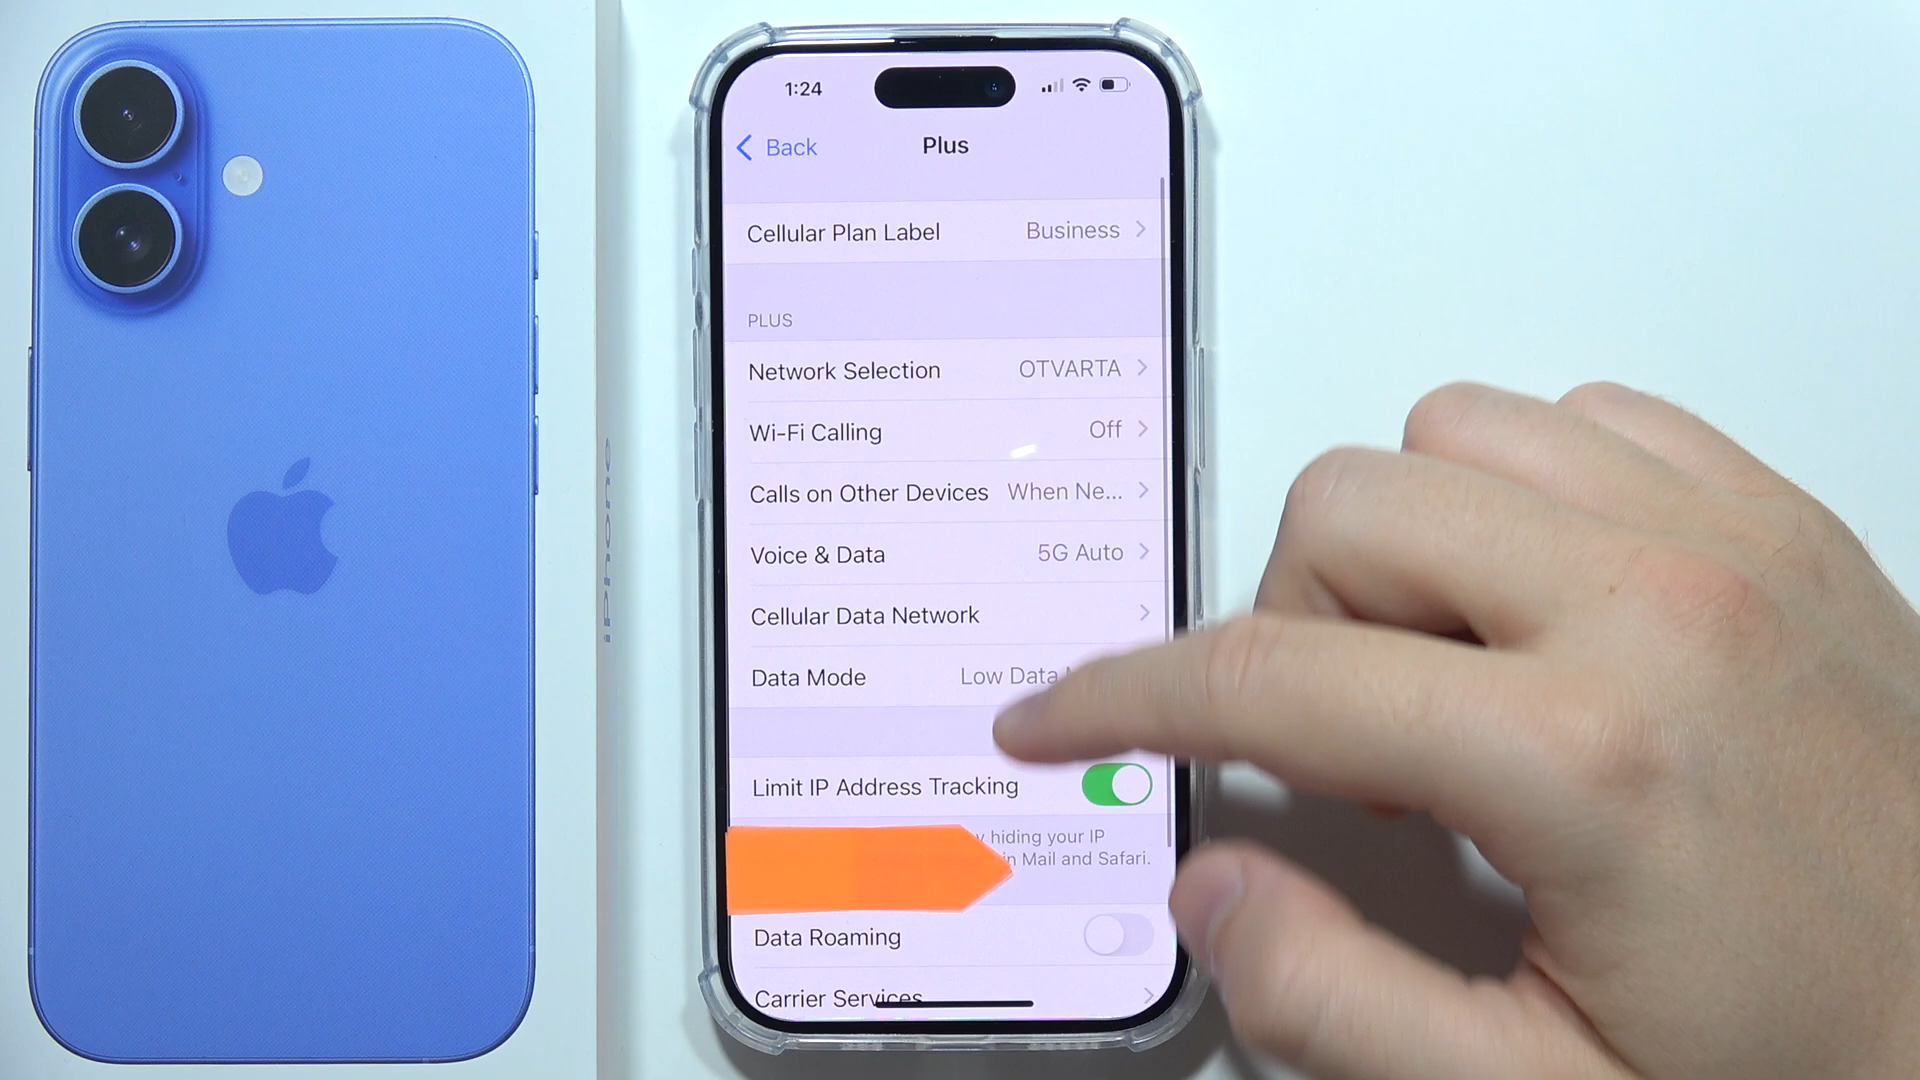 1:24
Back
Plus
Cellular Plan Label Business
PLUS
Network Selection OTVARTA
Wi-Fi Calling Off
Calls on Other Devices When Ne...
Voice & Data 5G Auto
Cellular Data Network
Data Mode Low Data
Limit IP Address Tracking
hiding your IP
in Mail and Safari.
Data Roaming
Carrier Services
iPhone